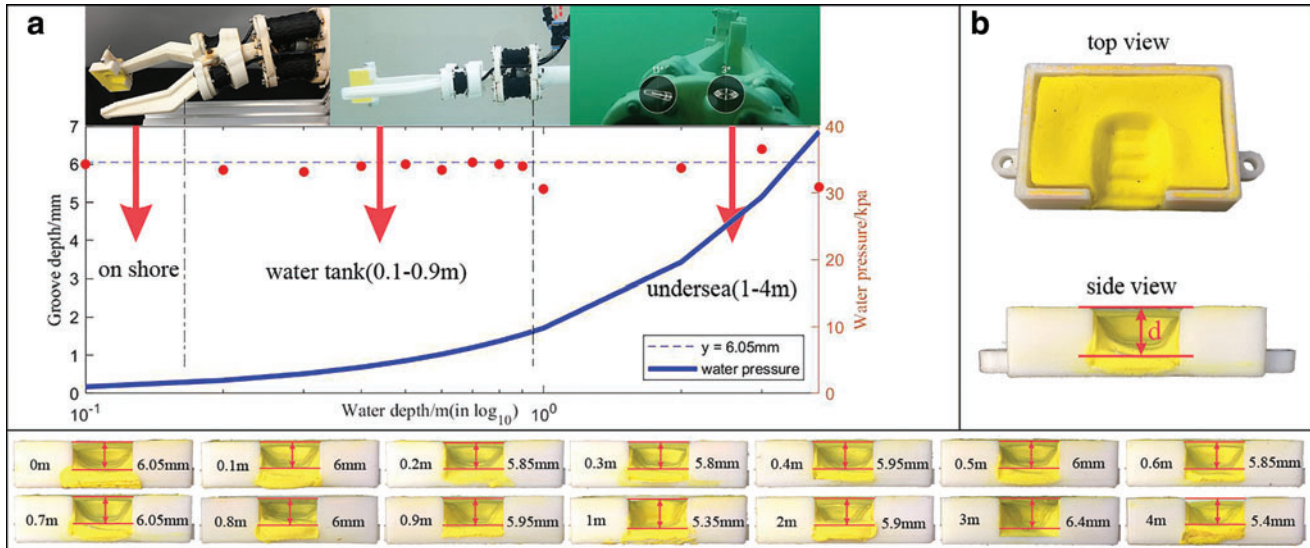 a
0°
3°
7
6
5
4
3
2
1
0
Groove depth/mm
40
30
20
10
0
Water pressure/kpa
on shore
water tank(0.1-0.9m)
undersea(1-4m)
y = 6.05mm
water pressure
10⁻¹
Water depth/m(in log₁₀)
10⁰
b
top view
side view
d
0m 6.05mm
0.1m 6mm
0.2m 5.85mm
0.3m 5.8mm
0.4m 5.95mm
0.5m 6mm
0.6m 5.85mm
0.7m 6.05mm
0.8m 6mm
0.9m 5.95mm
1m 5.35mm
2m 5.9mm
3m 6.4mm
4m 5.4mm